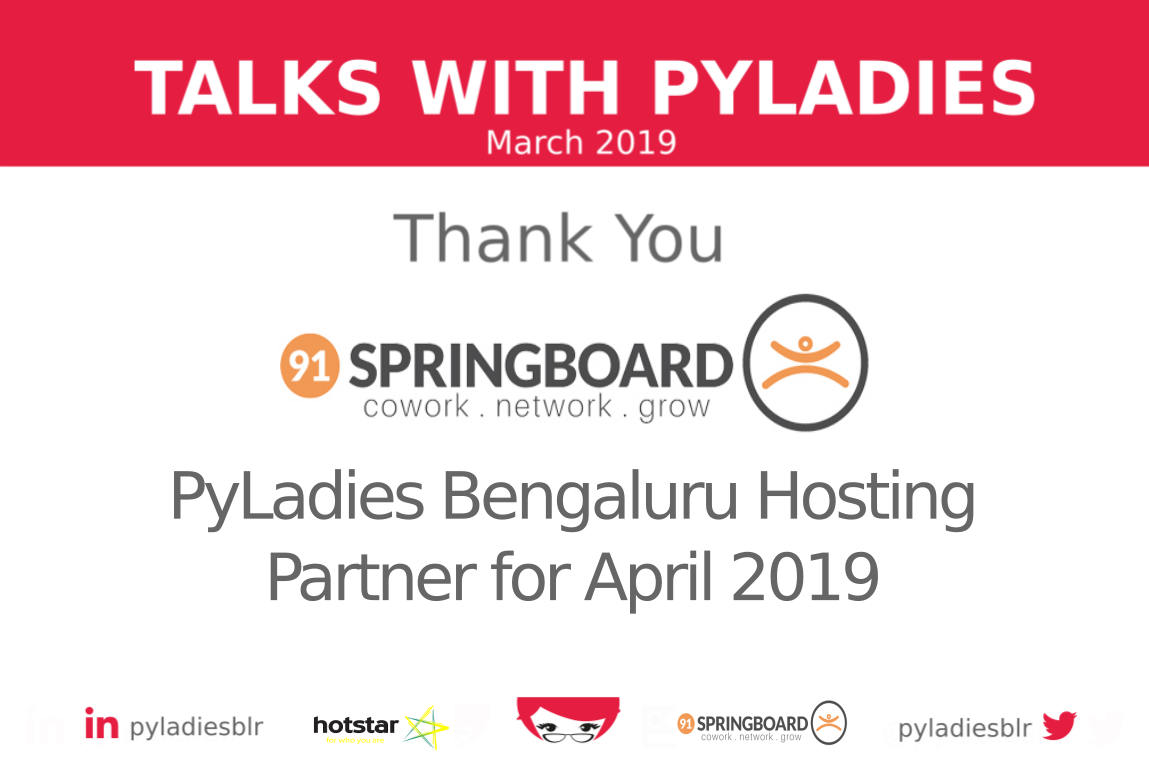 TALKS WITH PYLADIES
March 2019
Thank You
91 SPRINGBOARD
cowork . network . grow
PyLadies Bengaluru Hosting
Partner for April 2019
in pyladiesblr
hotstar
91 SPRINGBOARD
cowork . network . grow
pyladiesblr